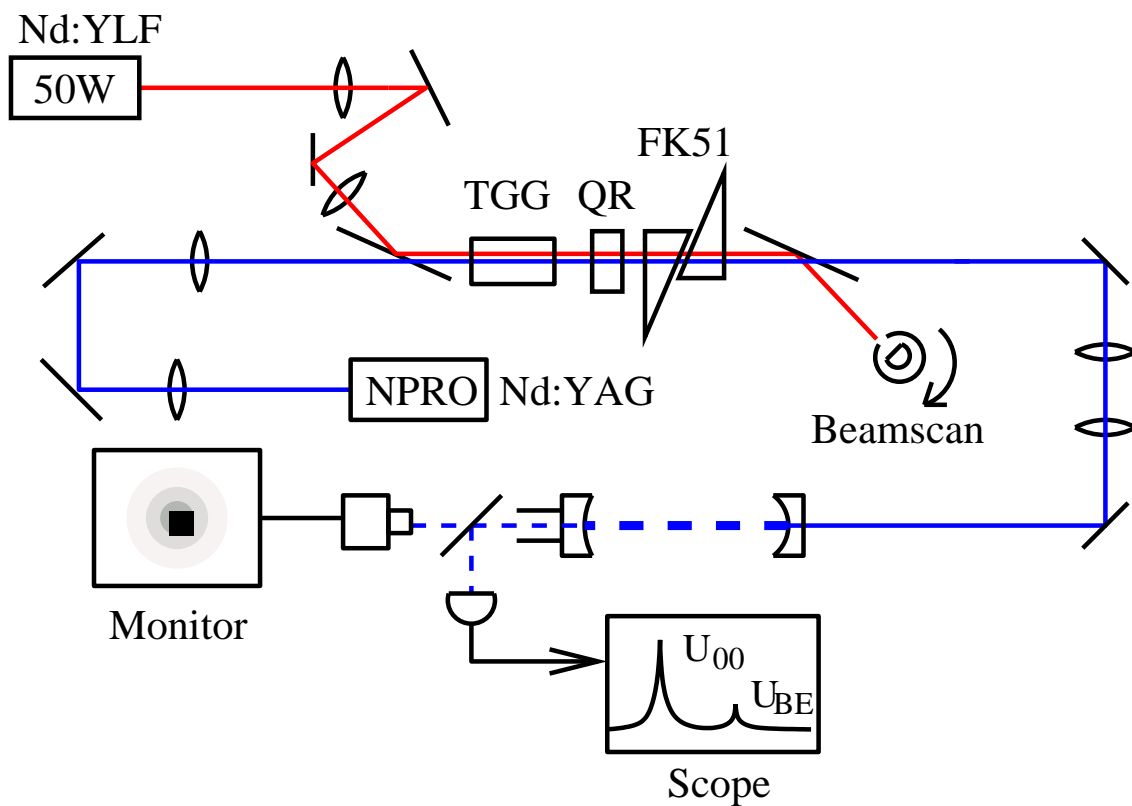 Nd:YLF
50W
FK51
TGG
QR
NPRO
Nd:YAG
Beamscan
Monitor
U00
UBE
Scope